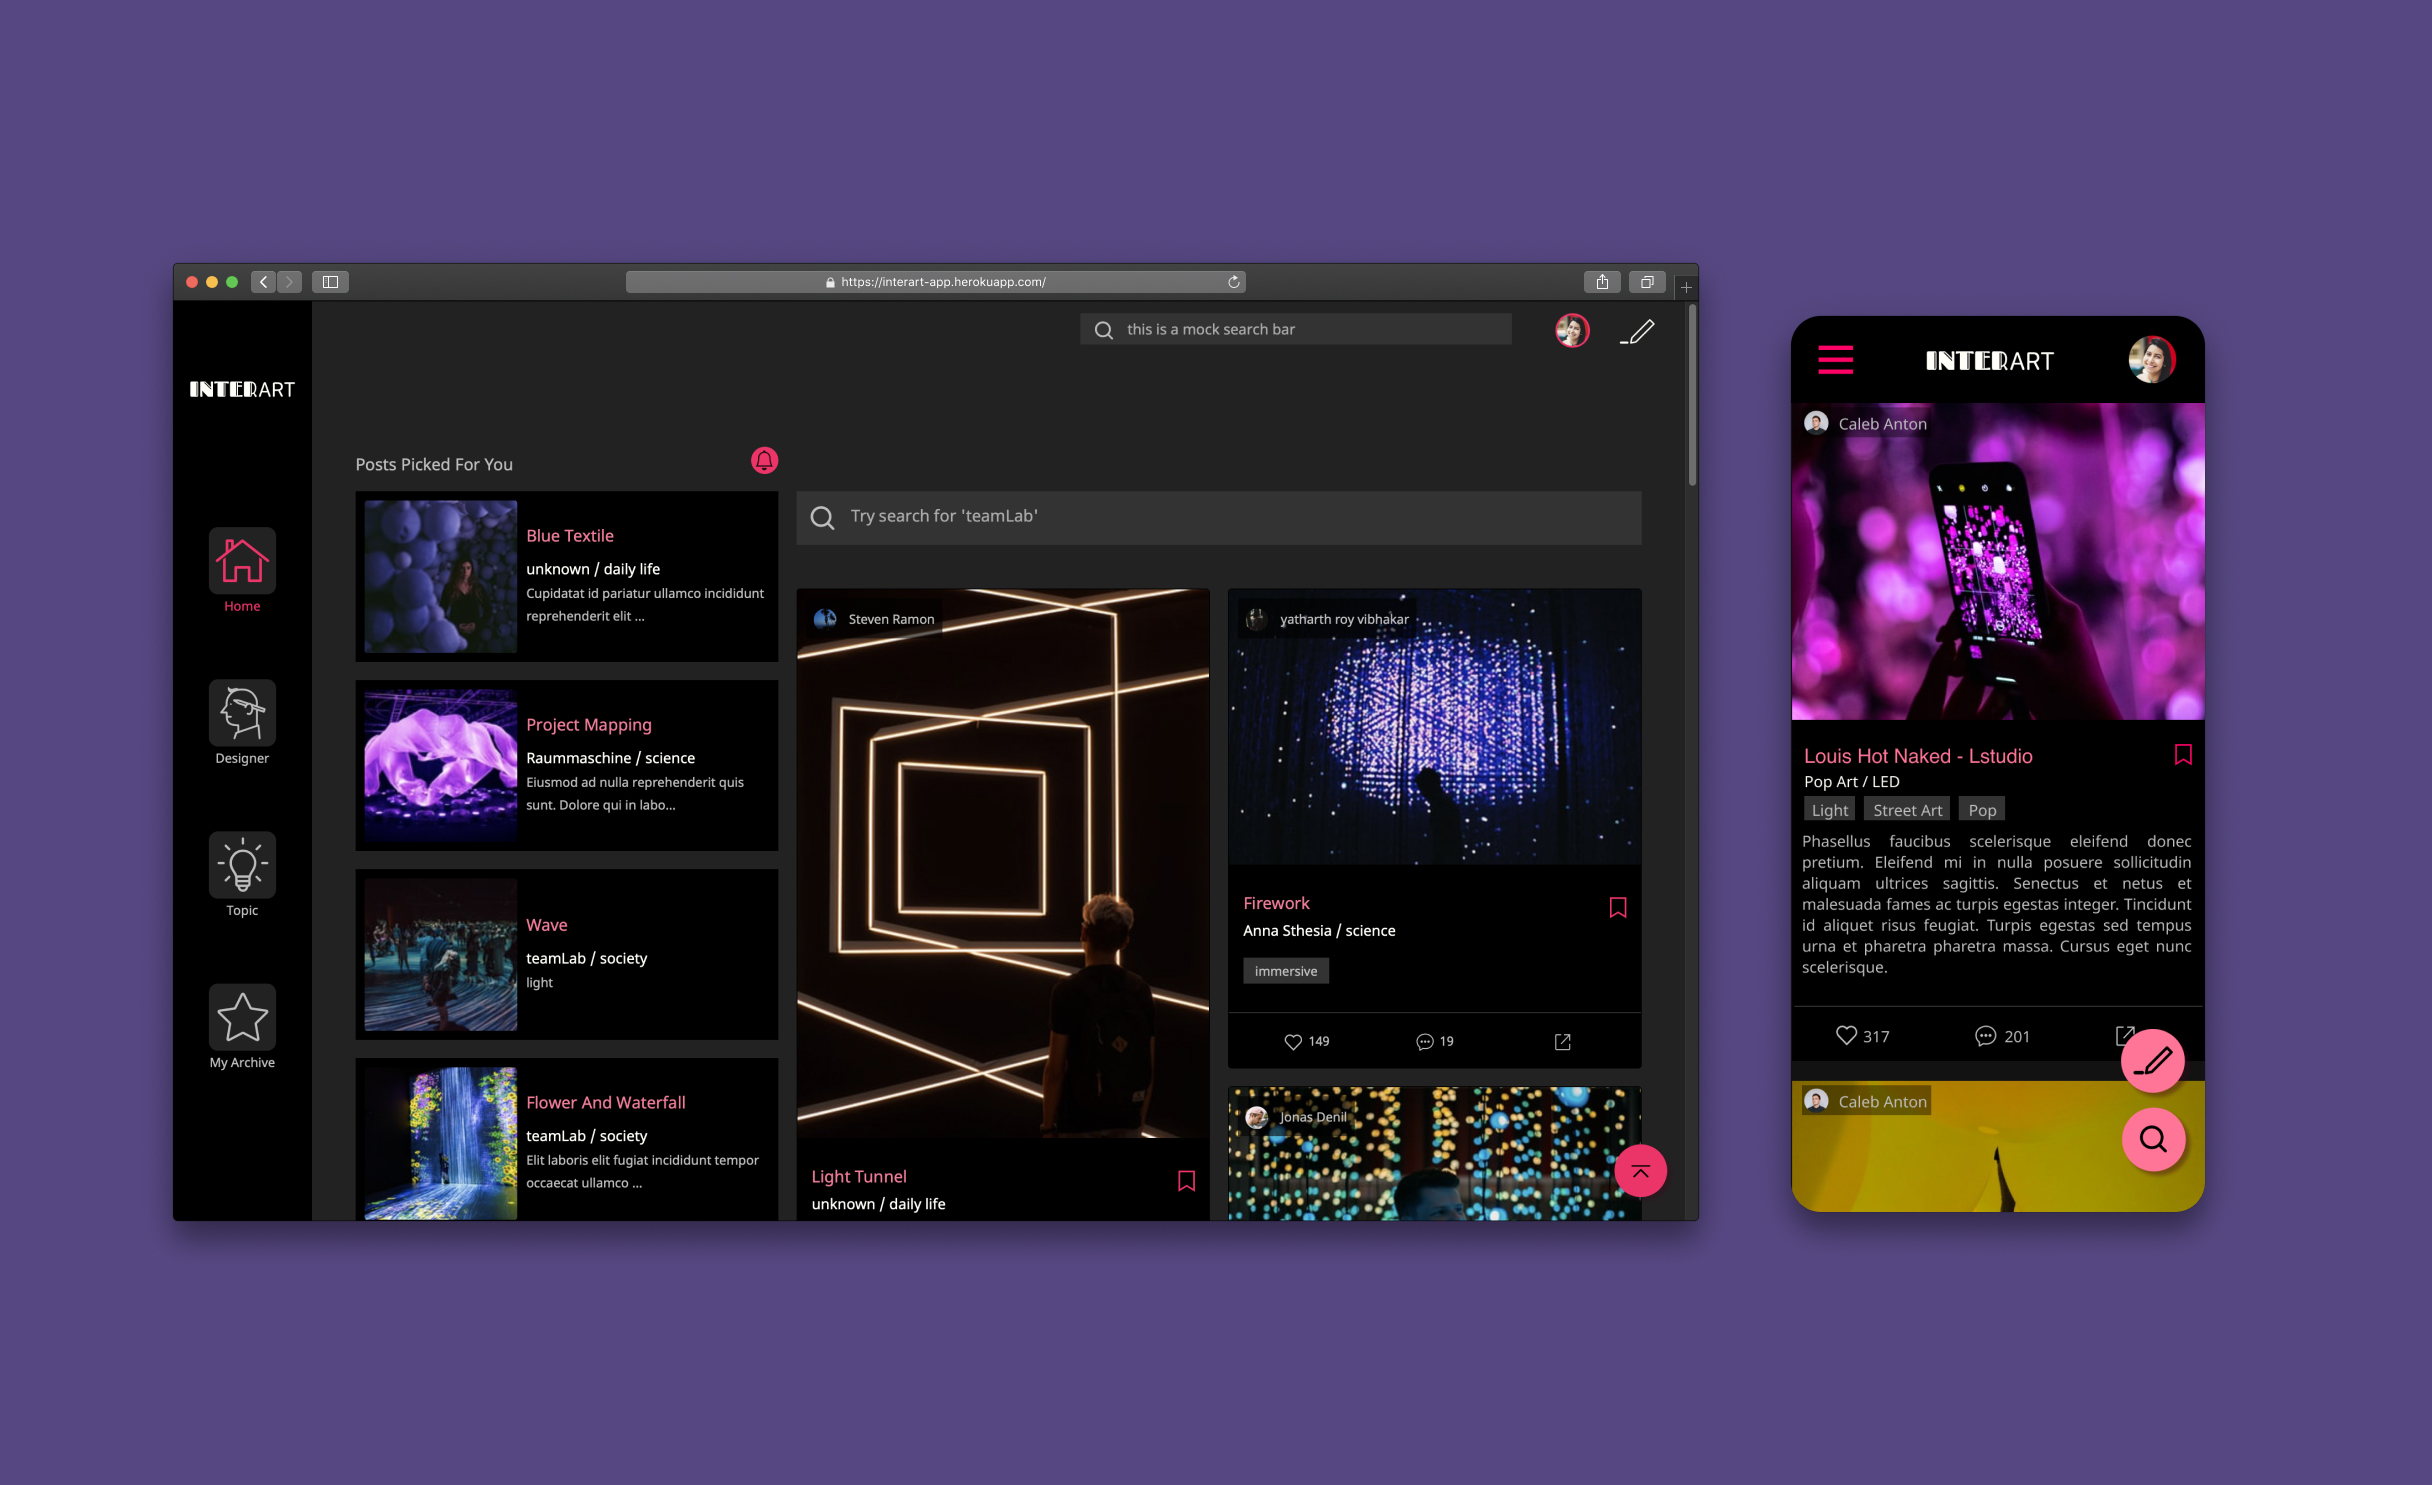 https://interart-app.herokuapp.com/
this is a mock search bar
INTERART
Home
Designer
Topic
My Archive
Posts Picked For You
Blue Textile
unknown / daily life
Cupidatat id pariatur ullamco incididunt
reprehenderit elit ...
Project Mapping
Raummaschine / science
Eiusmod ad nulla reprehenderit quis
sunt. Dolore qui in labo...
Wave
teamLab / society
light
Flower And Waterfall
teamLab / society
Elit laboris elit fugiat incididunt tempor
occaecat ullamco ...
Try search for 'teamLab'
Steven Ramon
Light Tunnel
unknown / daily life
yatharth roy vibhakar
Firework
Anna Sthesia / science
immersive
149
19
Jonas Denil
INTERART
Caleb Anton
Louis Hot Naked - Lstudio
Pop Art / LED
Light Street Art Pop
Phasellus faucibus scelerisque eleifend donec
pretium. Eleifend mi in nulla posuere sollicitudin
aliquam ultrices sagittis. Senectus et netus et
malesuada fames ac turpis egestas integer. Tincidunt
id aliquet risus feugiat. Turpis egestas sed tempus
urna et pharetra pharetra massa. Cursus eget nunc
scelerisque.
317
201
Caleb Anton